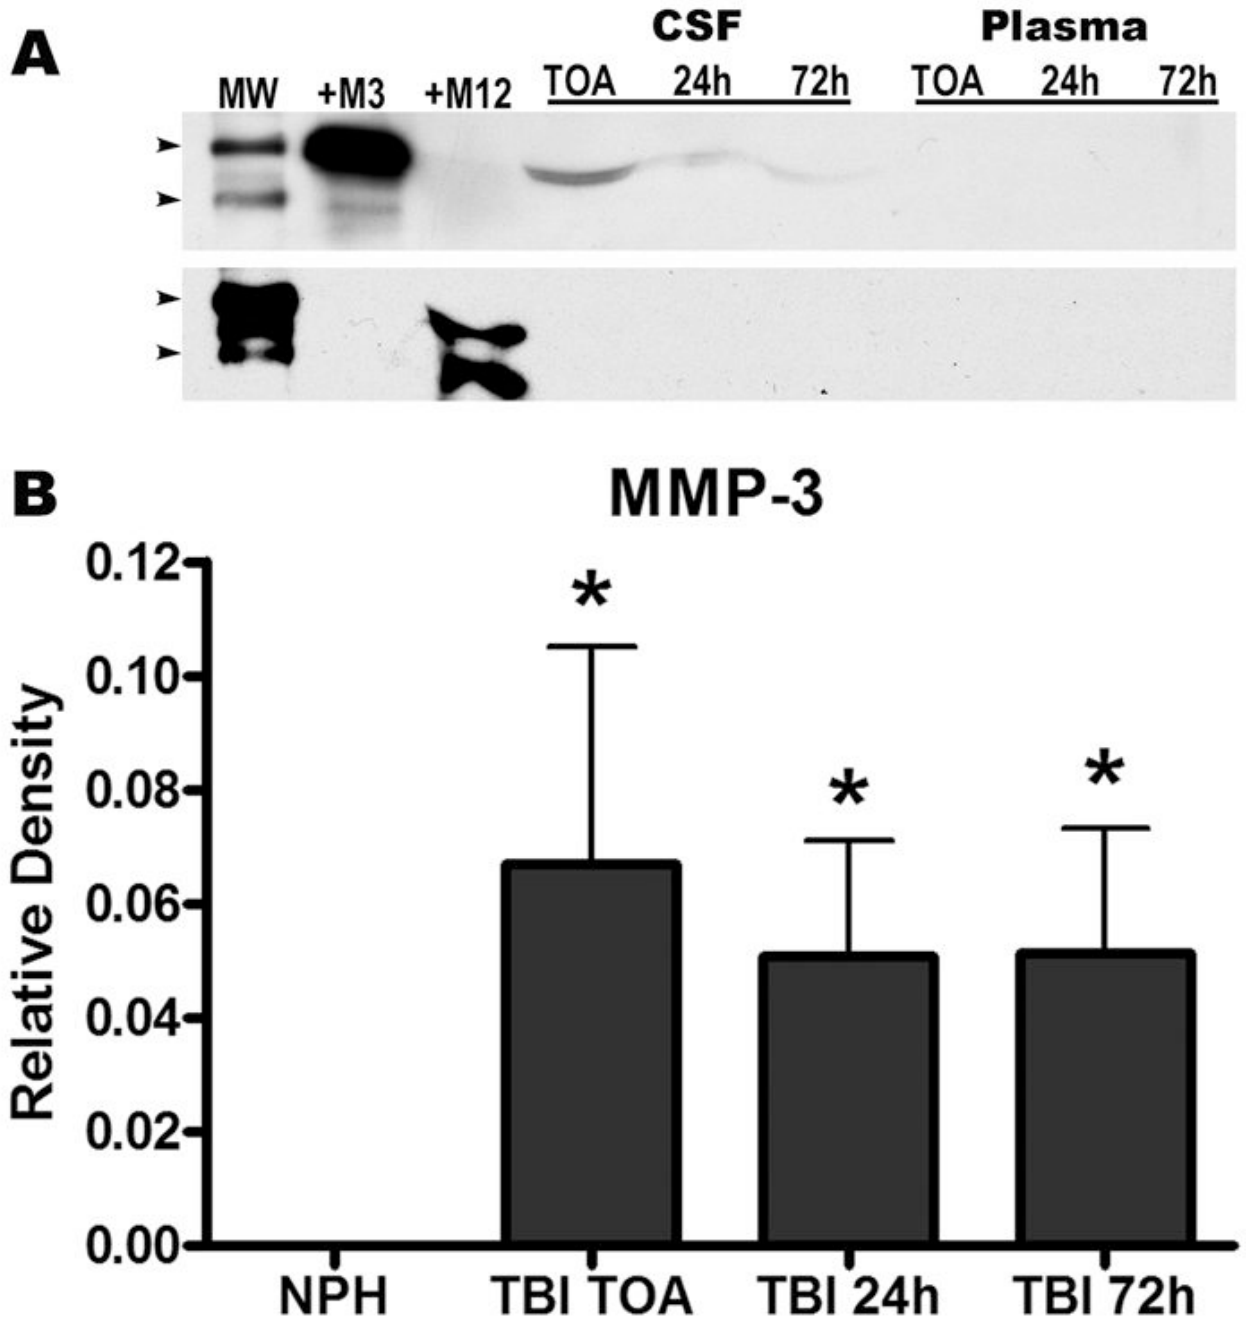 A
CSF Plasma
MW +M3 +M12 TOA 24h 72h TOA 24h 72h
B
MMP-3
Relative Density
0.12
*
0.10
0.08
* *
0.06
0.04
0.02
0.00
NPH TBI TOA TBI 24h TBI 72h